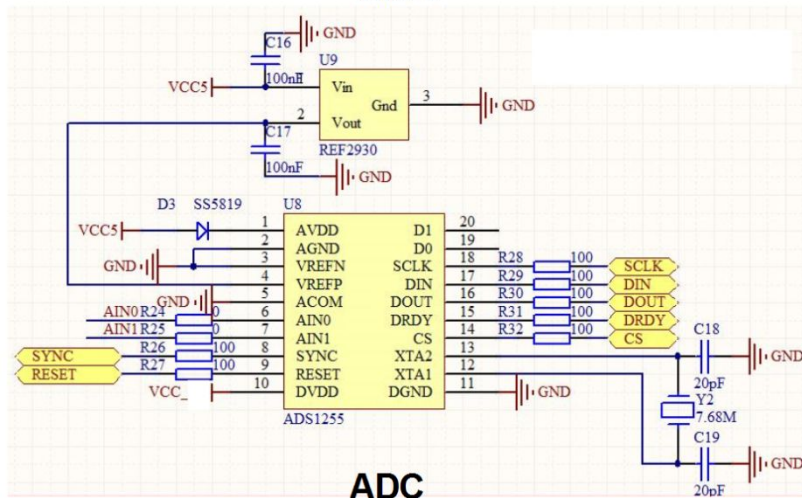 GND
C16
U9
100nF
VCC5
Vin
Gnd
3
GND
2
Vout
C17
REF2930
100nF
GND
D3 SS5819
U8
VCC5
1 AVDD D1 20
2 AGND D0 19
GND
3 VREFN SCLK 18 R28 100 SCLK
4 VREFP DIN 17 R29 100 DIN
GND
5 ACOM DOUT 16 R30 100 DOUT
AIN0 R24 0 6 AIN0 DRDY 15 R31 100 DRDY
AIN1 R25 0 7 AIN1 CS 14 R32 100 CS
SYNC R26 100 8 SYNC XTA2 13
RESET R27 100 9 RESET XTA1 12
VCC_ 10 DVDD DGND 11
ADS1255
C18
GND
20pF
Y2
GND
7.68M
C19
GND
20pF
ADC